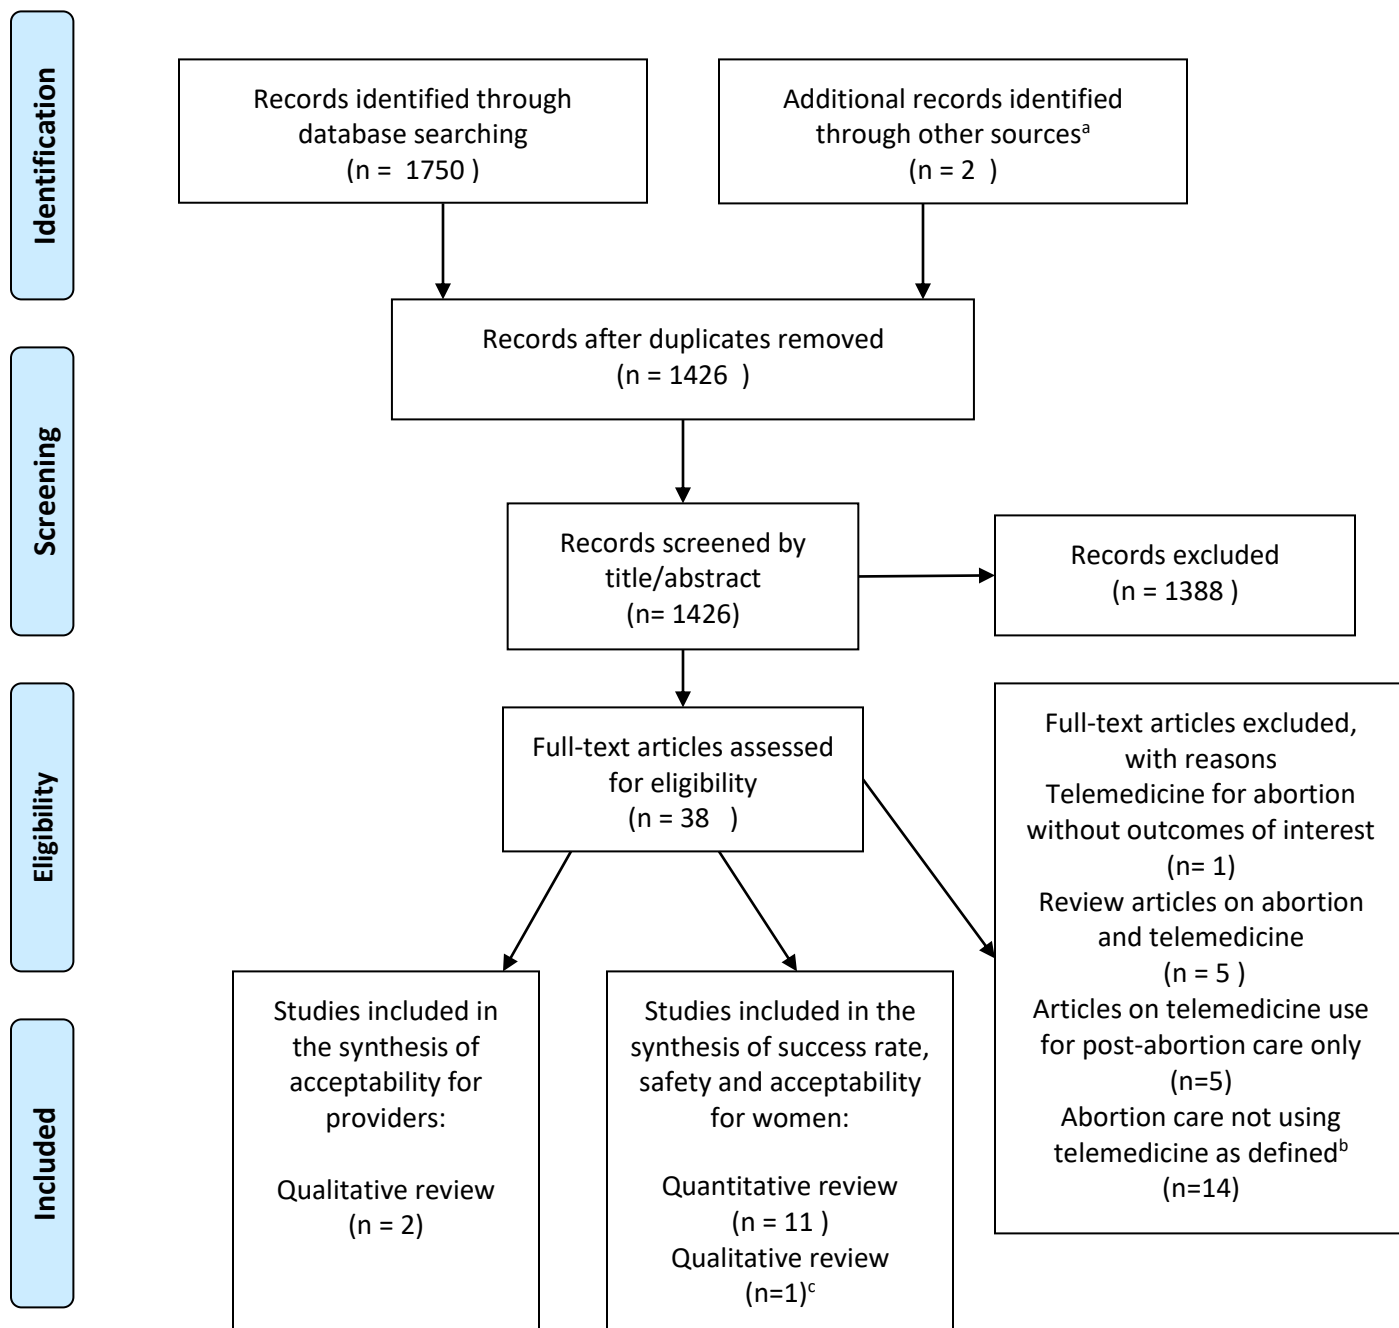 Identification
Records identified through
database searching
(n =  1750 )
Additional records identified
through other sourcesᵃ
(n = 2  )
Records after duplicates removed
(n = 1426  )
Screening
Records screened by
title/abstract
(n= 1426)
Records excluded
(n = 1388 )
Eligibility
Full-text articles assessed
for eligibility
(n = 38   )
Full-text articles excluded,
with reasons
Telemedicine for abortion
without outcomes of interest
(n= 1)
Review articles on abortion
and telemedicine
(n = 5 )
Articles on telemedicine use
for post-abortion care only
(n=5)
Abortion care not using
telemedicine as definedᵇ
(n=14)
Included
Studies included in
the synthesis of
acceptability for
providers:
Qualitative review
(n = 2)
Studies included in the
synthesis of success rate,
safety and acceptability
for women:
Quantitative review
(n = 11 )
Qualitative review
(n=1)ᶜ